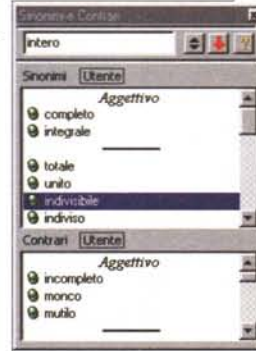 Sinonimi e Contrari
intero
Sinonimi Utente
Aggettivo
completo
integrale
totale
unito
indivisibile
indiviso
Contrari Utente
Aggettivo
incompleto
monco
mutilo